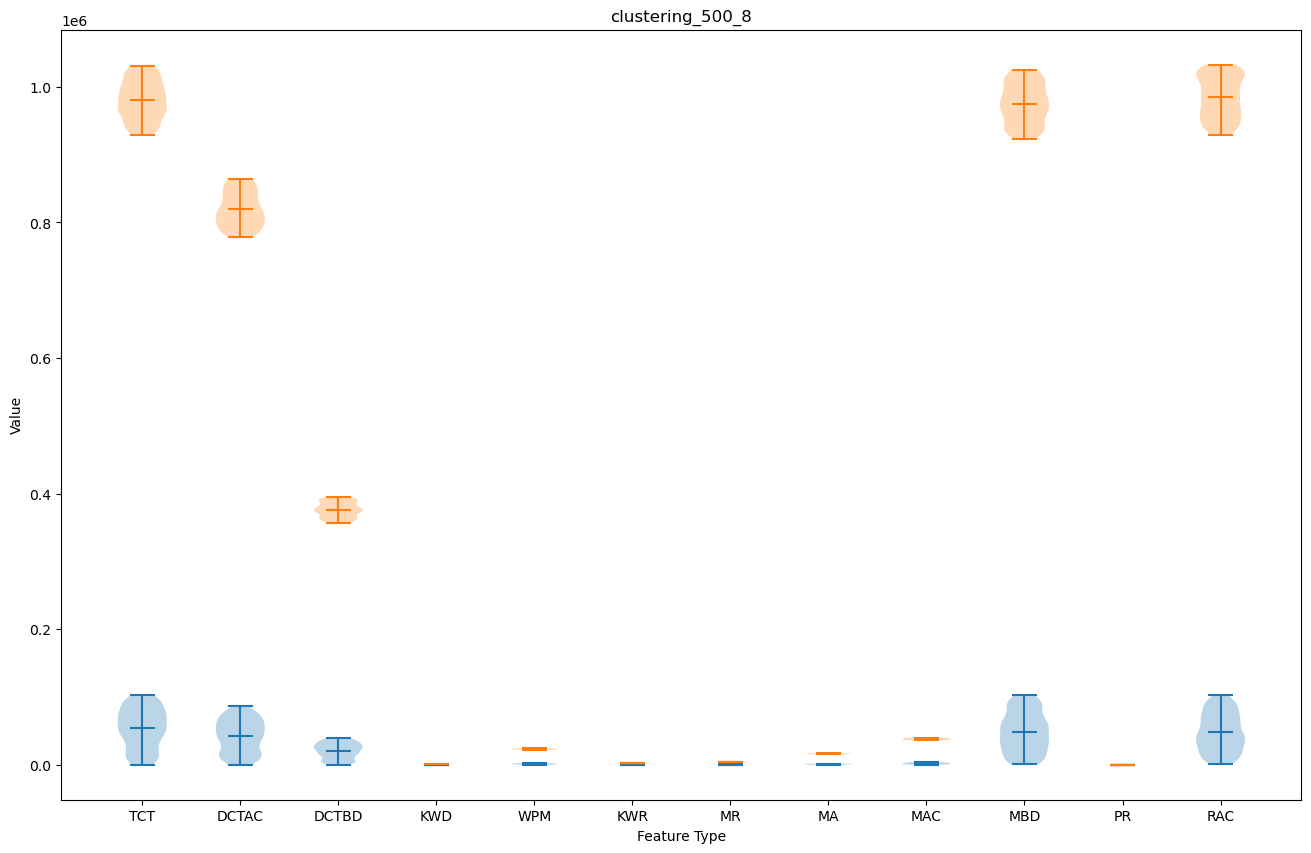 clustering_500_8
1e6
1.0
0.8
0.6
0.4
0.2
0.0
Value
TCT DCTAC DCTBD KWD WPM KWR MR MA MAC MBD PR RAC
Feature Type